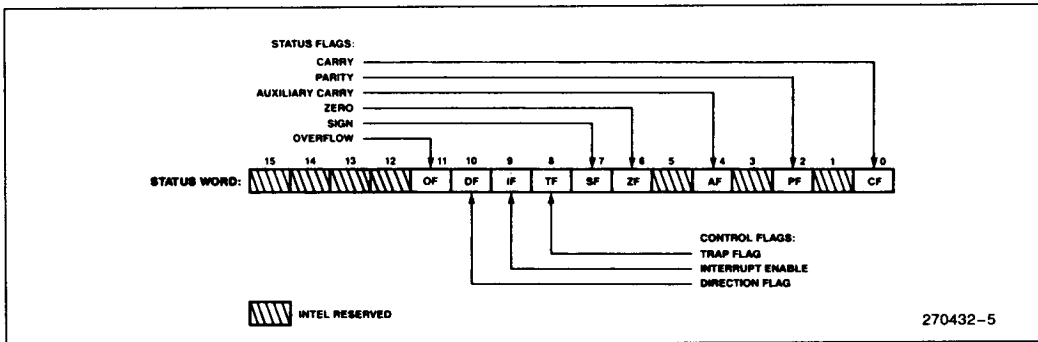 STATUS FLAGS:
CARRY
PARITY
AUXILIARY CARRY
ZERO
SIGN
OVERFLOW
15 14 13 12 11 10 9 8 7 6 5 4 3 2 1 0
STATUS WORD: OF DF IF TF SF ZF AF PF CF
CONTROL FLAGS:
TRAP FLAG
INTERRUPT ENABLE
DIRECTION FLAG
INTEL RESERVED
270432-5